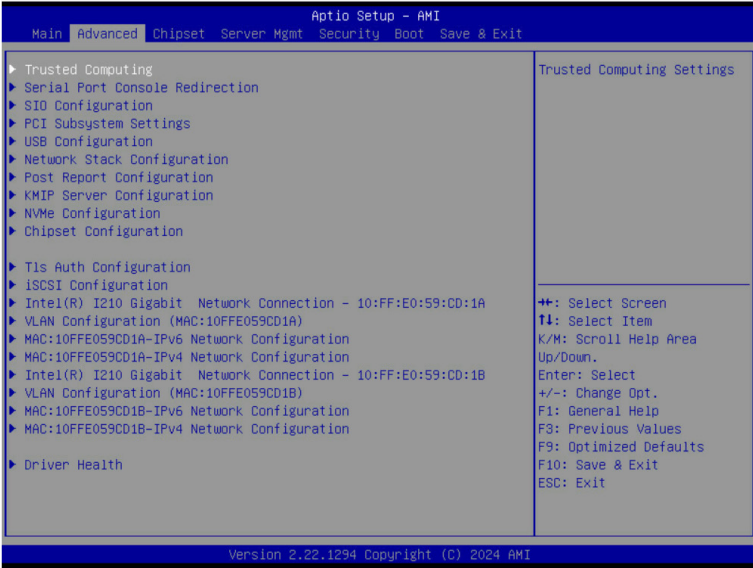 Aptio Setup – AMI
Main Advanced Chipset Server Mgmt Security Boot Save & Exit
Trusted Computing
Serial Port Console Redirection
SIO Configuration
PCI Subsystem Settings
USB Configuration
Network Stack Configuration
Post Report Configuration
KMIP Server Configuration
NVMe Configuration
Chipset Configuration
Tls Auth Configuration
iSCSI Configuration
Intel(R) I210 Gigabit  Network Connection – 10:FF:E0:59:CD:1A
VLAN Configuration (MAC:10FFE059CD1A)
MAC:10FFE059CD1A-IPv6 Network Configuration
MAC:10FFE059CD1A-IPv4 Network Configuration
Intel(R) I210 Gigabit  Network Connection – 10:FF:E0:59:CD:1B
VLAN Configuration (MAC:10FFE059CD1B)
MAC:10FFE059CD1B-IPv6 Network Configuration
MAC:10FFE059CD1B-IPv4 Network Configuration
Driver Health
Trusted Computing Settings
→←: Select Screen
↑↓: Select Item
K/M: Scroll Help Area
Up/Down.
Enter: Select
+/-: Change Opt.
F1: General Help
F3: Previous Values
F9: Optimized Defaults
F10: Save & Exit
ESC: Exit
Version 2.22.1294 Copyright (C) 2024 AMI